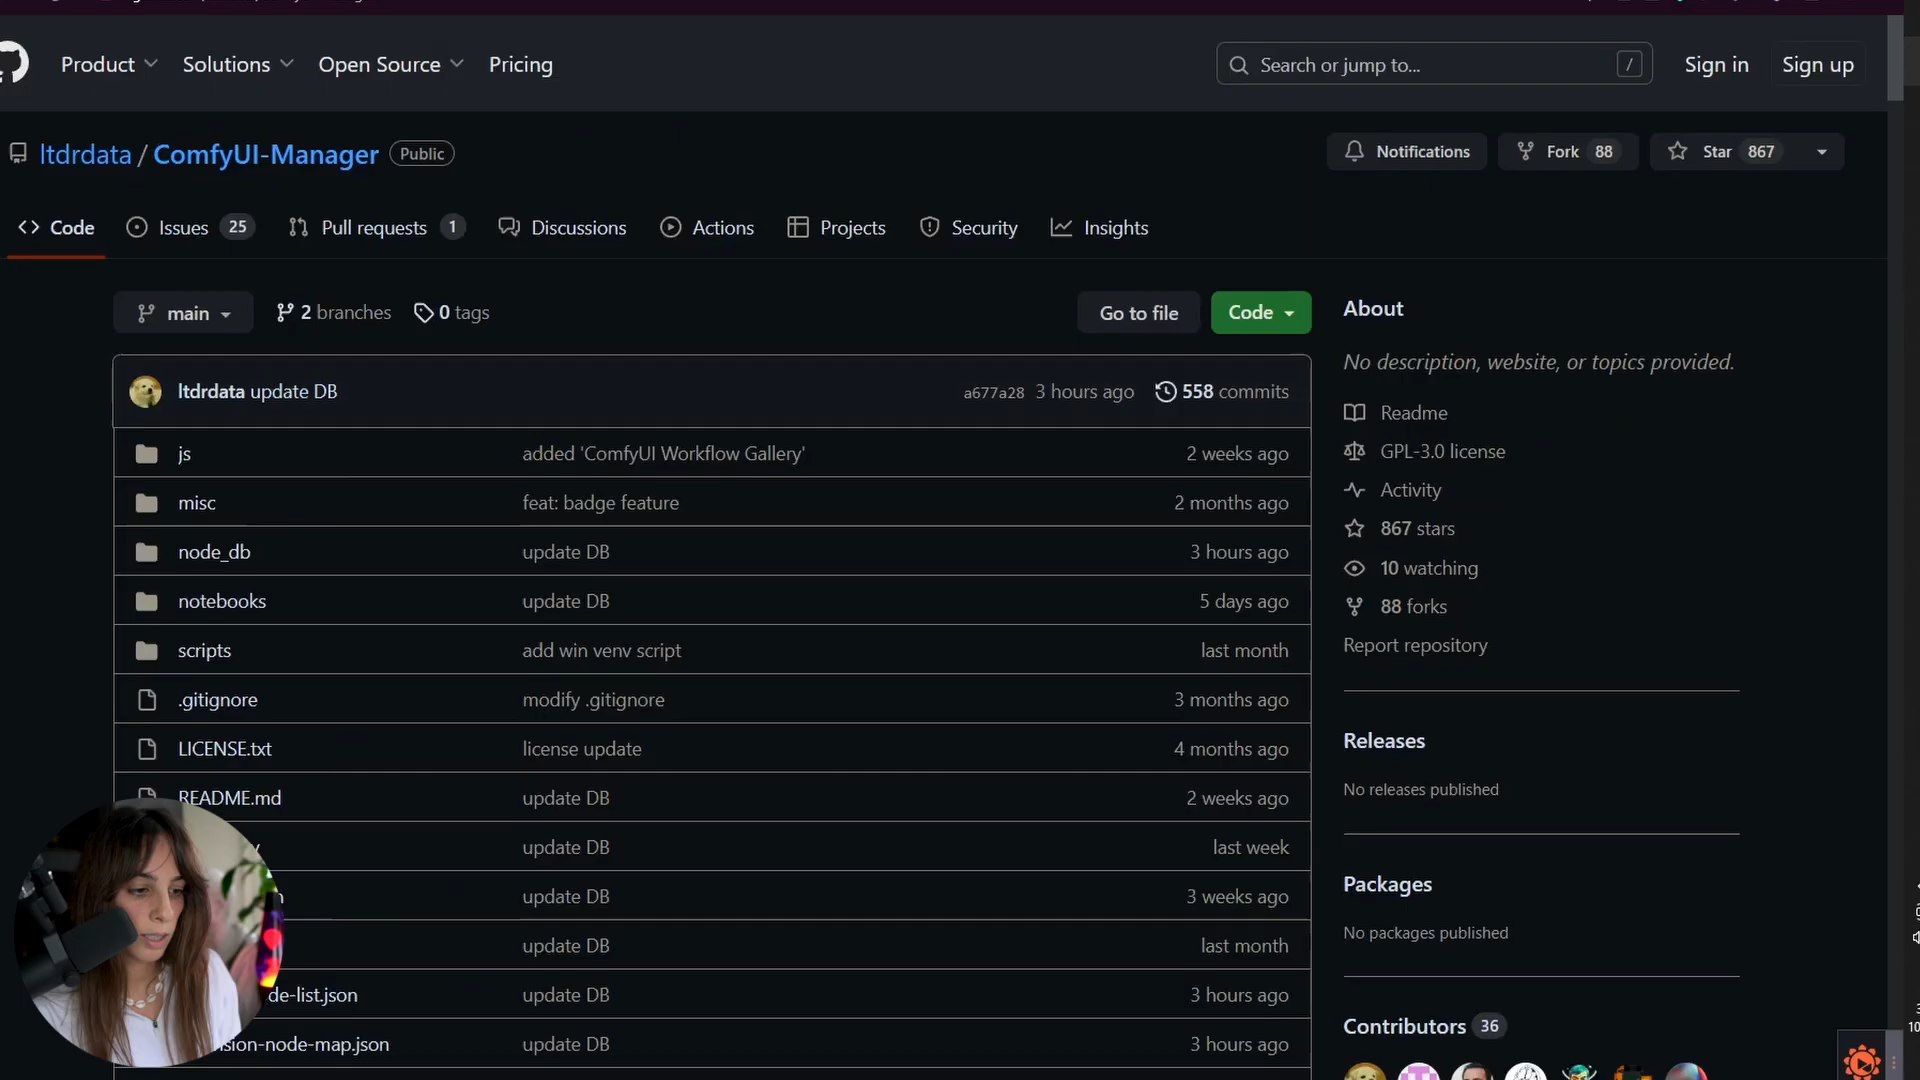 Product Solutions Open Source Pricing Search or jump to... / Sign in Sign up
ltdrdata / ComfyUI-Manager Public Notifications Fork 88 Star 867
Code Issues 25 Pull requests 1 Discussions Actions Projects Security Insights
main 2 branches 0 tags Go to file Code
ltdrdata update DB a677a28 3 hours ago 558 commits
js added 'ComfyUI Workflow Gallery' 2 weeks ago
misc feat: badge feature 2 months ago
node_db update DB 3 hours ago
notebooks update DB 5 days ago
scripts add win venv script last month
.gitignore modify .gitignore 3 months ago
LICENSE.txt license update 4 months ago
README.md update DB 2 weeks ago
update DB last week
update DB 3 weeks ago
update DB last month
de-list.json update DB 3 hours ago
sion-node-map.json update DB 3 hours ago
About
No description, website, or topics provided.
Readme
GPL-3.0 license
Activity
867 stars
10 watching
88 forks
Report repository
Releases
No releases published
Packages
No packages published
Contributors 36